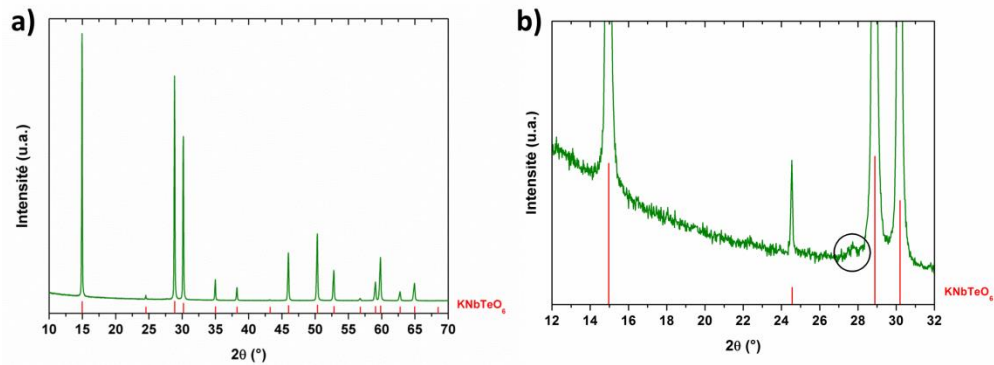 a)
Intensité (u.a.)
KNbTeO₆
10 15 20 25 30 35 40 45 50 55 60 65 70
2θ (°)
b)
Intensité (u.a.)
KNbTeO₆
12 14 16 18 20 22 24 26 28 30 32
2θ (°)